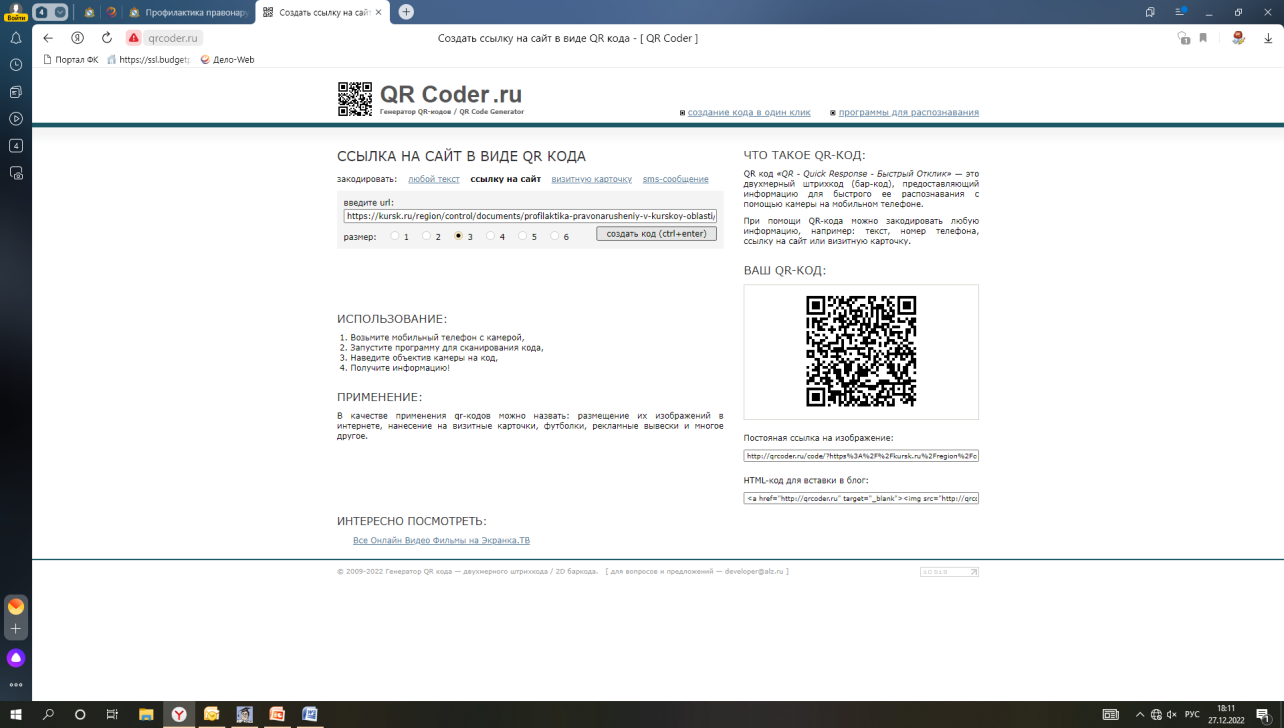 Войти
4
Профилактика правонар
Создать ссылку на сайт
qrcoder.ru
Создать ссылку на сайт в виде QR кода - [ QR Coder ]
1
Портал ФК
https://ssl.budgetp
Дело-Web
4
QR Coder.ru
Генератор QR-кодов / QR Code Generator
создание кода в один клик
программы для распознавания
ССЫЛКА НА САЙТ В ВИДЕ QR КОДА
закодировать: любой текст ссылку на сайт визитную карточку sms-сообщение
введите url:
https://kursk.ru/region/control/documents/profilaktika-pravonarusheniy-v-kurskoy-oblasti/
размер: 1 2 3 4 5 6
создать код (ctrl+enter)
ИСПОЛЬЗОВАНИЕ:
1. Возьмите мобильный телефон с камерой,
2. Запустите программу для сканирования кода,
3. Наведите объектив камеры на код,
4. Получите информацию!
ПРИМЕНЕНИЕ:
В качестве применения qr-кодов можно назвать: размещение их изображений в
интернете, нанесение на визитные карточки, футболки, рекламные вывески и многое
другое.
ИНТЕРЕСНО ПОСМОТРЕТЬ:
Все Онлайн Видео Фильмы на Экранка.ТВ
ЧТО ТАКОЕ QR-КОД:
QR код «QR - Quick Response - Быстрый Отклик» — это
двухмерный штрихкод (бар-код), предоставляющий
информацию для быстрого ее распознавания с
помощью камеры на мобильном телефоне.
При помощи QR-кода можно закодировать любую
информацию, например: текст, номер телефона,
ссылку на сайт или визитную карточку.
ВАШ QR-КОД:
Постояная ссылка на изображение:
http://qrcoder.ru/code/?https%3A%2F%2Fkursk.ru%2Fregion%2Fc
HTML-код для вставки в блог:
<a href="http://qrcoder.ru" target="_blank"><img src="http://qrcc
© 2009-2022 Генератор QR кода — двухмерного штрихкода / 2D баркода. [ для вопросов и предложений — developer@alz.ru ]
РУС
18:11
27.12.2022
1